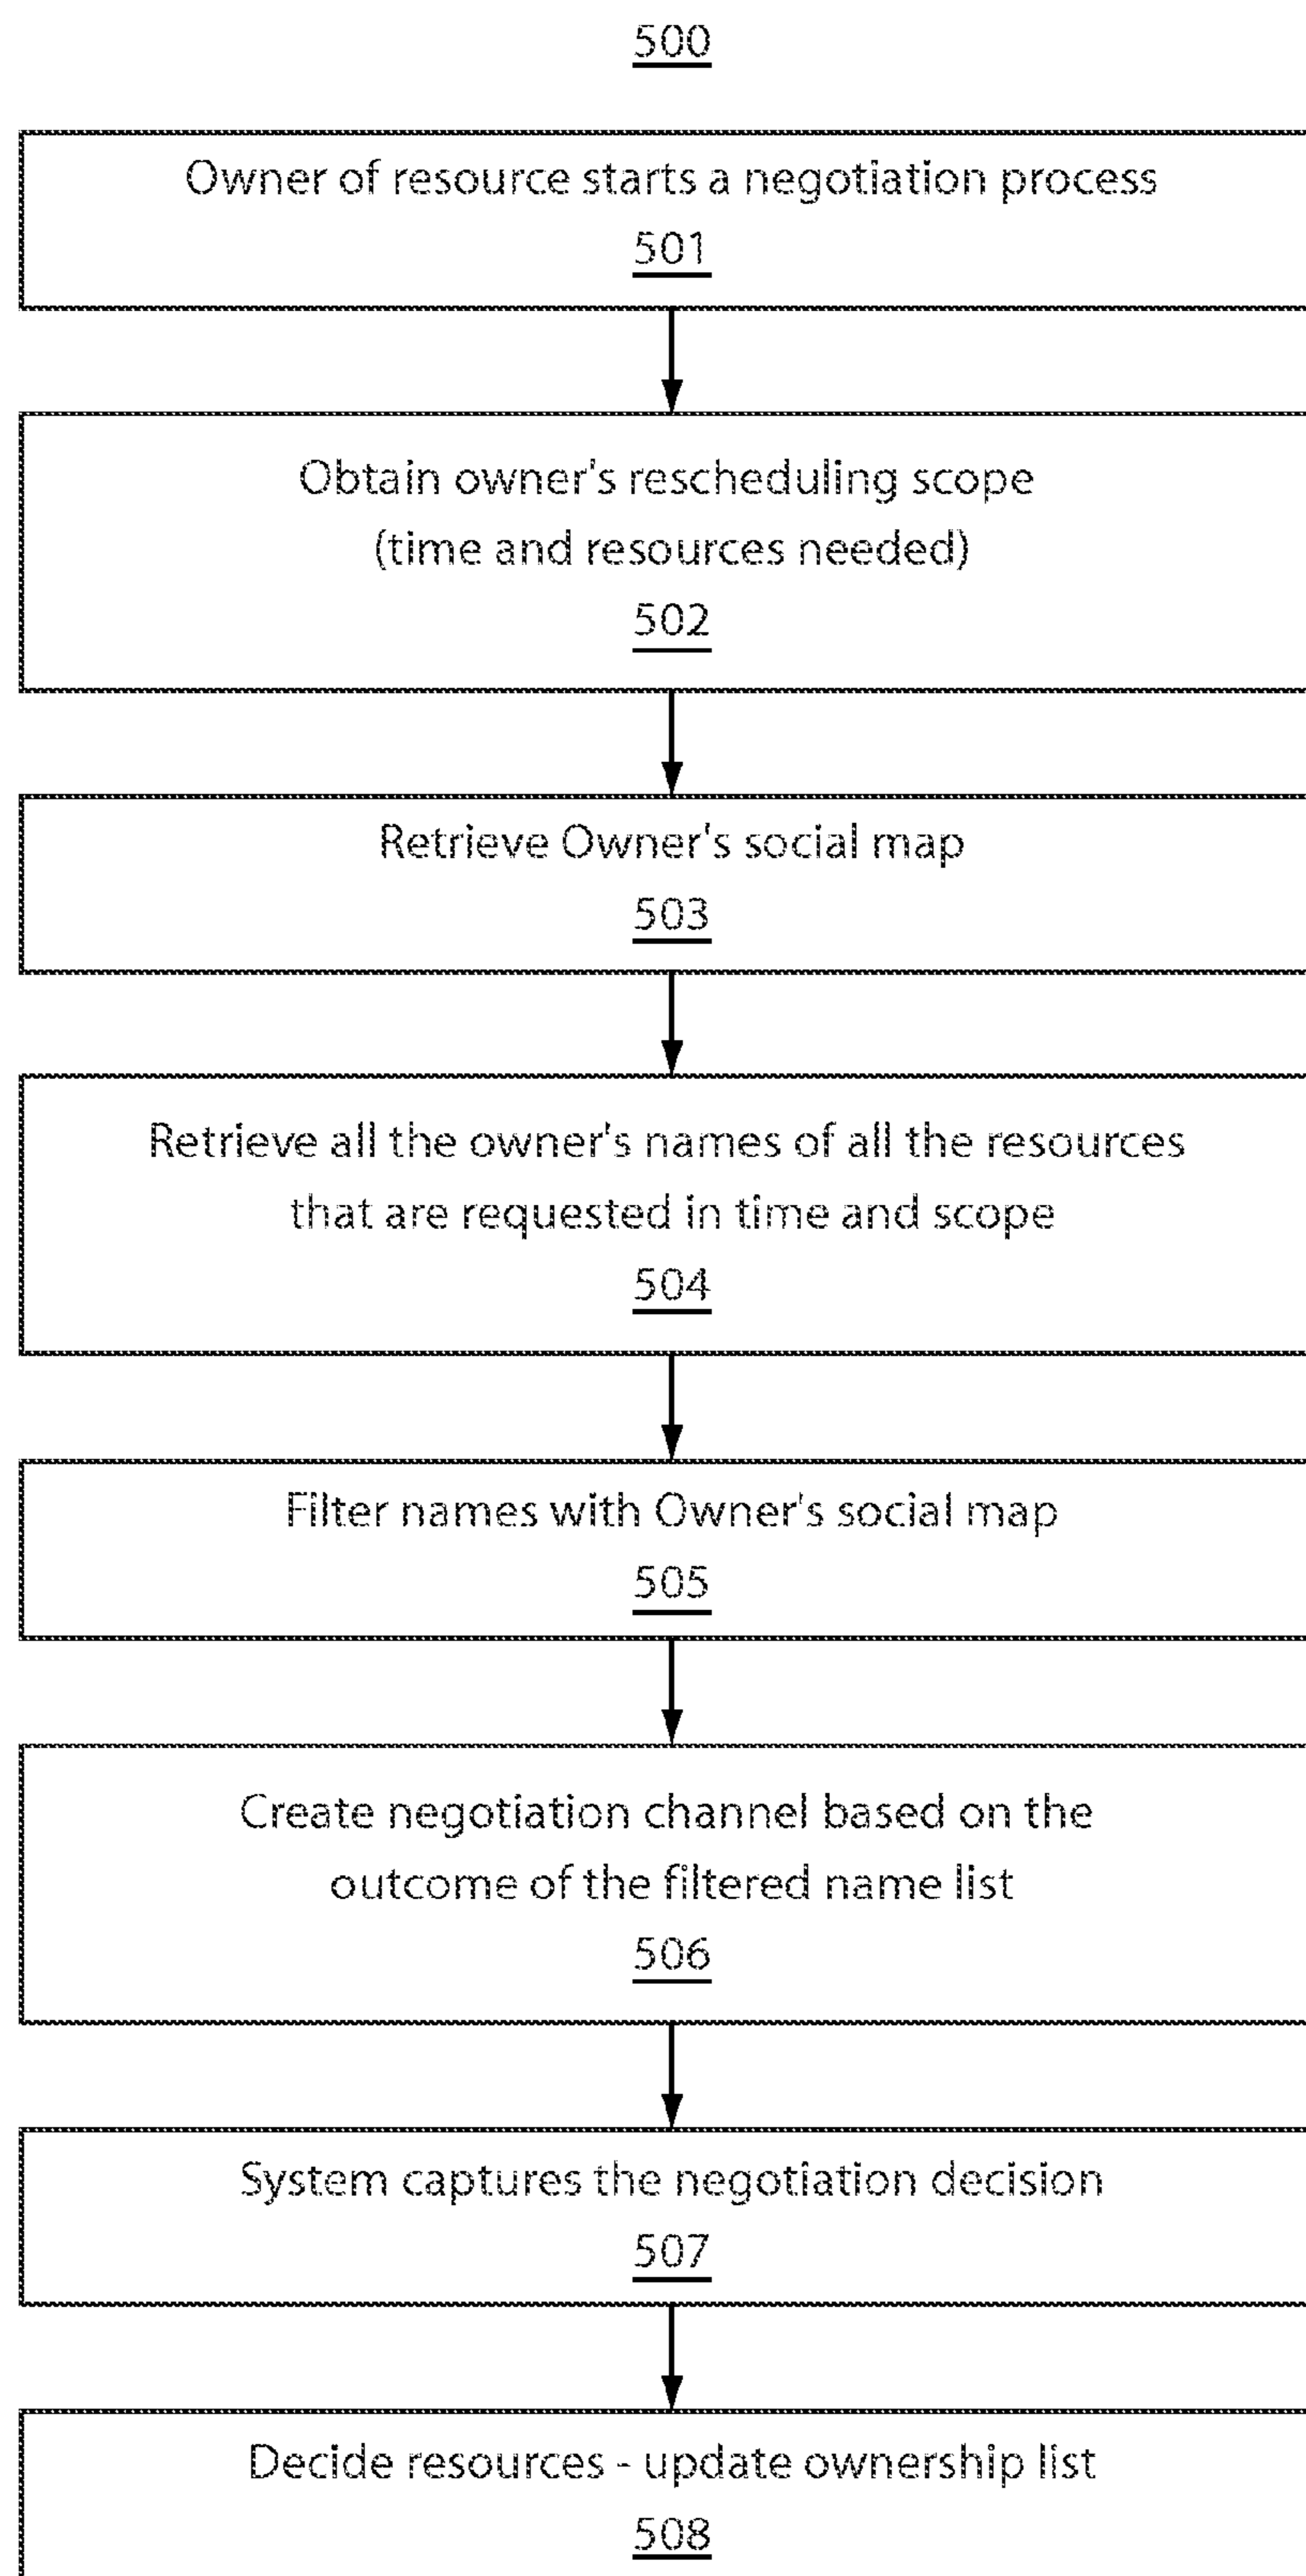 500
Owner of resource starts a negotiation process
501
Obtain owner's rescheduling scope
(time and resources needed)
502
Retrieve Owner's social map
503
Retrieve all the owner's names of all the resources
that are requested in time and scope
504
Filter names with Owner's social map
505
Create negotiation channel based on the
outcome of the filtered name list
506
System captures the negotiation decision
507
Decide resources - update ownership list
508